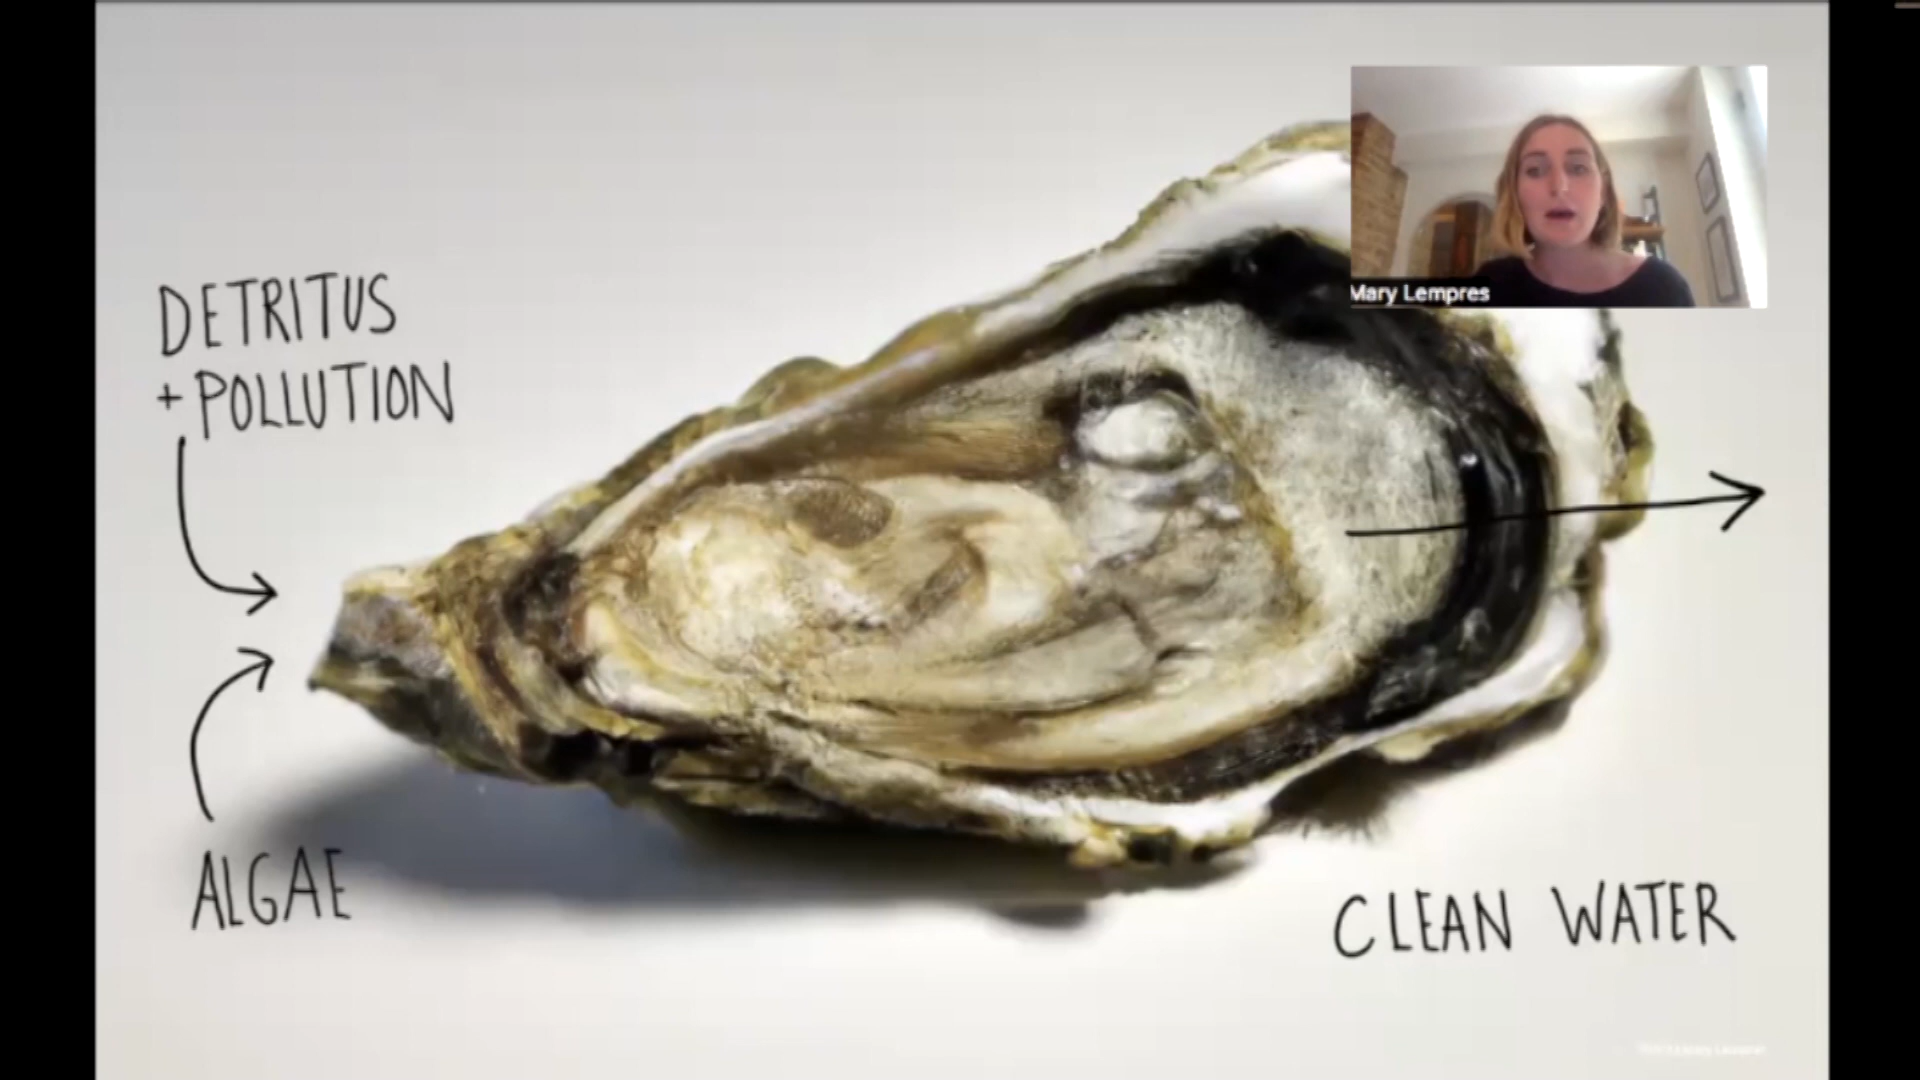 Mary Lempres
DETRITUS
+ POLLUTION
ALGAE
CLEAN WATER